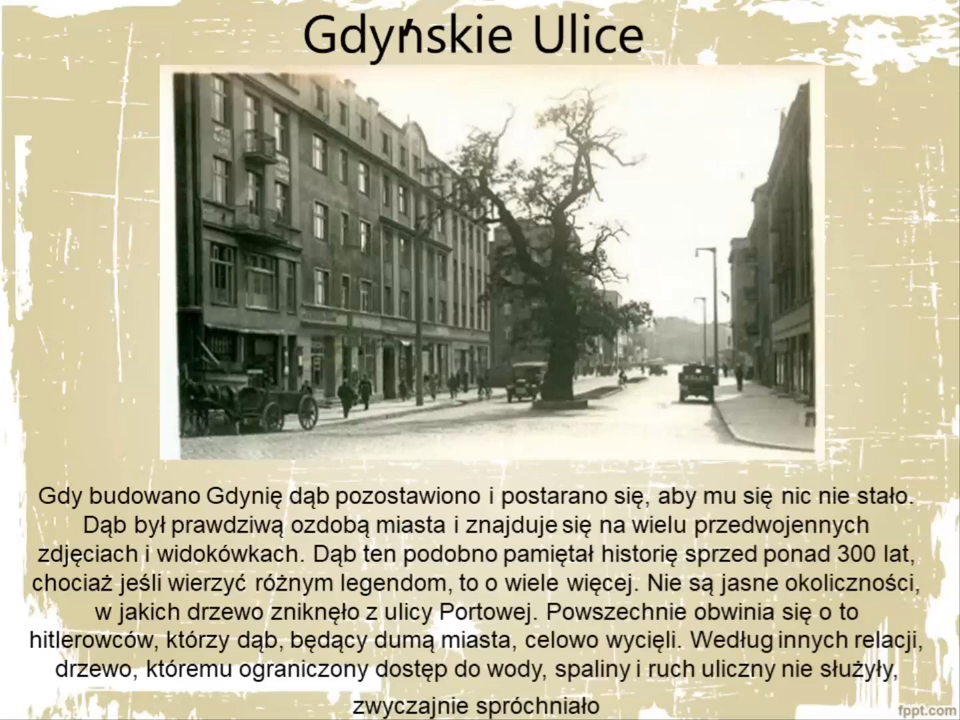 Gdyńskie Ulice
Gdy budowano Gdynię dąb pozostawiono i postarano się, aby mu się nic nie stało.
Dąb był prawdziwą ozdobą miasta i znajduje się na wielu przedwojennych
zdjęciach i widokówkach. Dąb ten podobno pamiętał historię sprzed ponad 300 lat,
chociaż jeśli wierzyć różnym legendom, to o wiele więcej. Nie są jasne okoliczności,
w jakich drzewo zniknęło z ulicy Portowej. Powszechnie obwinia się o to
hitlerowców, którzy dąb, będący dumą miasta, celowo wycięli. Według innych relacji,
drzewo, któremu ograniczony dostęp do wody, spaliny i ruch uliczny nie służyły,
zwyczajnie spróchniało
fppt.com